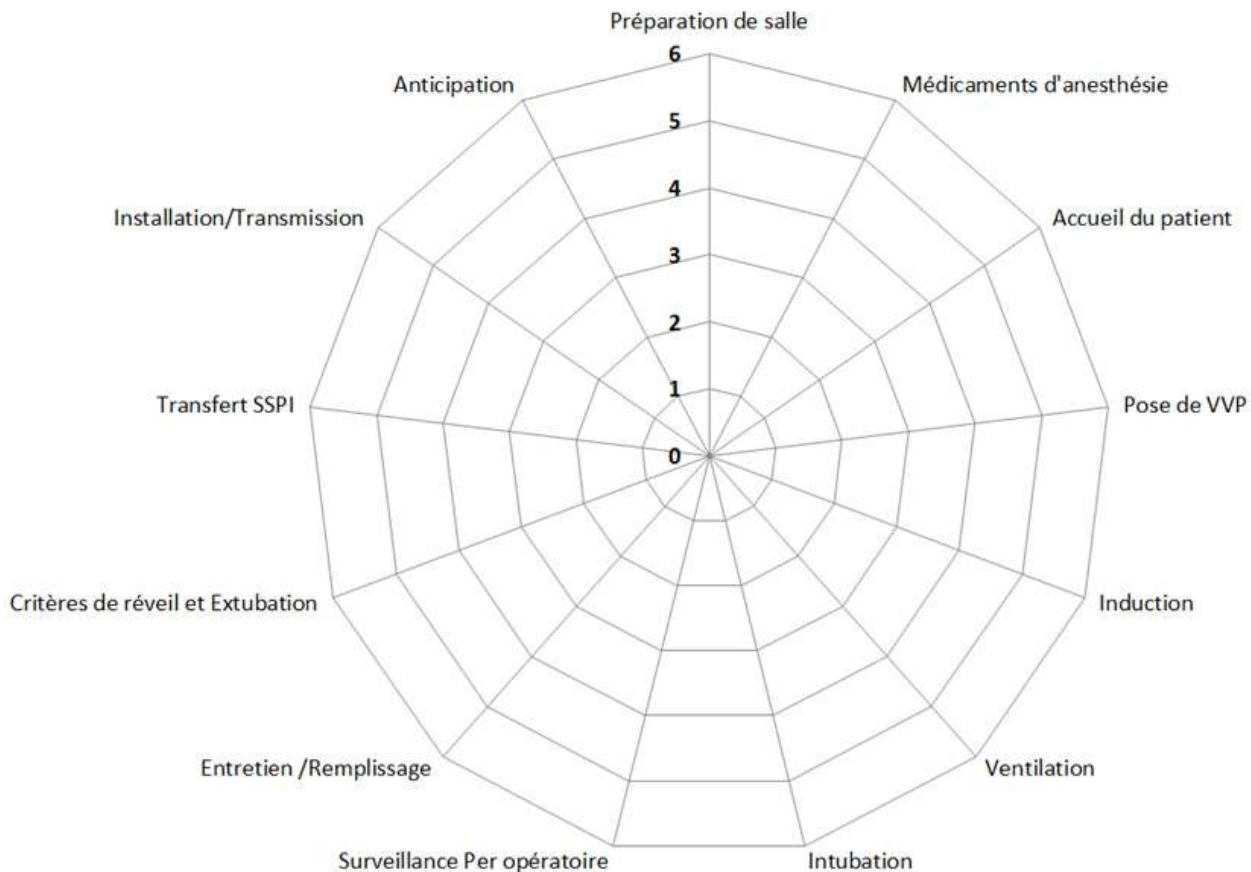 Préparation de salle
6
Anticipation
Médicaments d'anesthésie
5
4
Installation/Transmission
Accueil du patient
3
2
1
Transfert SSPI
Pose de VVP
0
Critères de réveil et Extubation
Induction
Entretien /Remplissage
Ventilation
Surveillance Per opératoire
Intubation